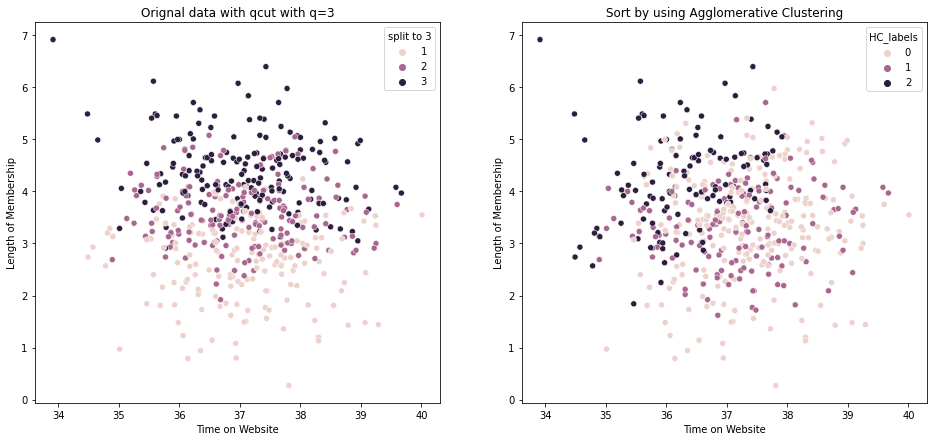 Orignal data with qcut with q=3
split to 3
1
2
3
7
6
5
4
3
2
1
0
Length of Membership
34 35 36 37 38 39 40
Time on Website
Sort by using Agglomerative Clustering
HC_labels
0
1
2
7
6
5
4
3
2
1
0
Length of Membership
34 35 36 37 38 39 40
Time on Website